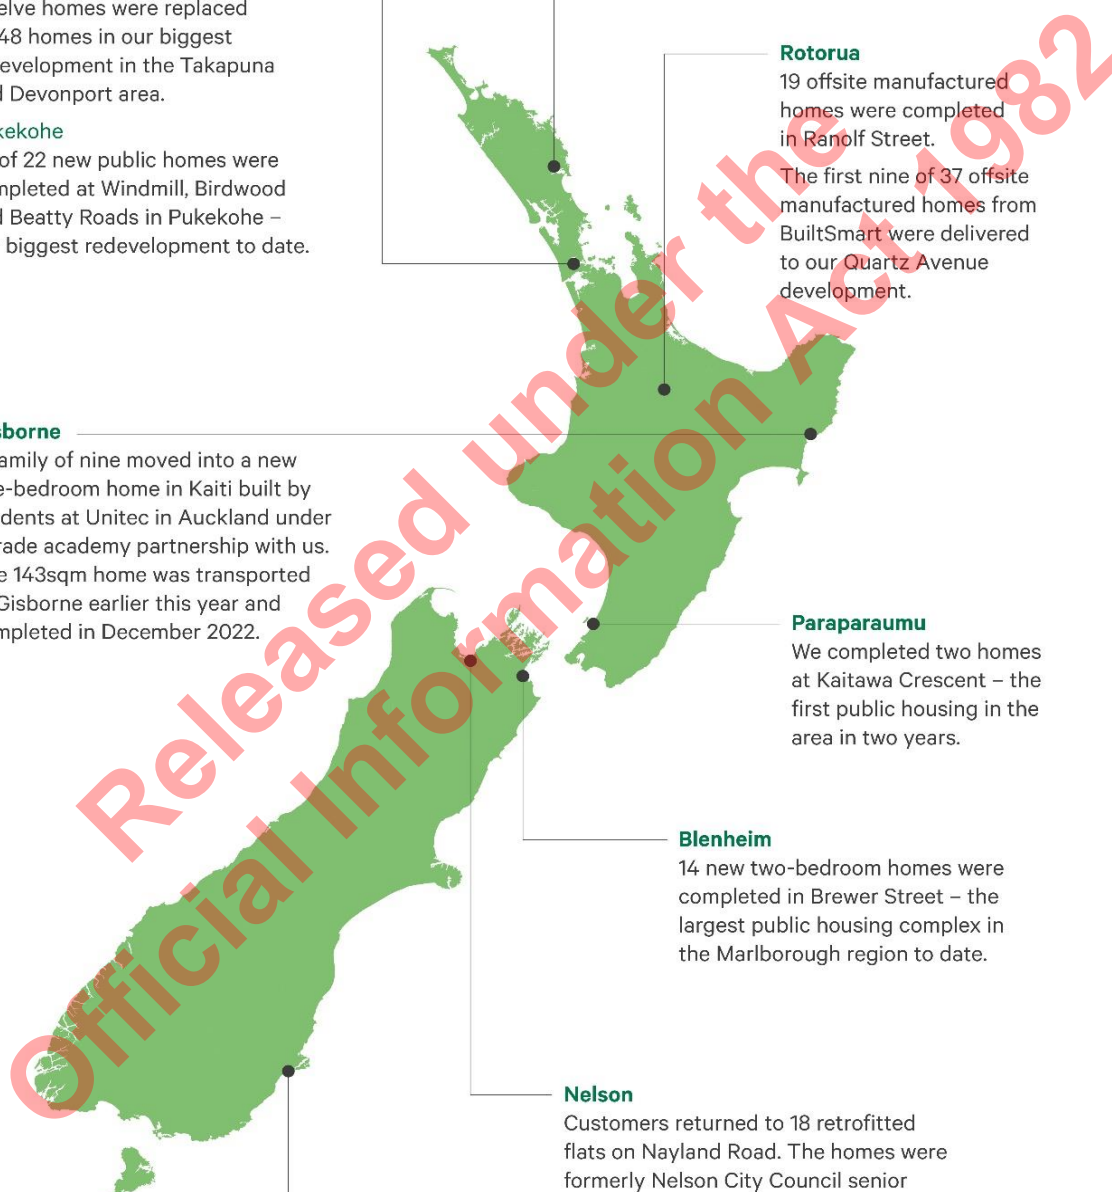 elve homes were replaced
48 homes in our biggest
evelopment in the Takapuna
d Devonport area.
kekohe
of 22 new public homes were
mpleted at Windmill, Birdwood
d Beatty Roads in Pukekohe –
biggest redevelopment to date.
Rotorua
19 offsite manufactured
homes were completed
in Ranolf Street.
The first nine of 37 offsite
manufactured homes from
BuiltSmart were delivered
to our Quartz Avenue
development.
sborne
amily of nine moved into a new
e-bedroom home in Kaiti built by
dents at Unitec in Auckland under
rade academy partnership with us.
e 143sqm home was transported
Gisborne earlier this year and
mpleted in December 2022.
Paraparaumu
We completed two homes
at Kaitawa Crescent – the
first public housing in the
area in two years.
Blenheim
14 new two-bedroom homes were
completed in Brewer Street – the
largest public housing complex in
the Marlborough region to date.
Nelson
Customers returned to 18 retrofitted
flats on Nayland Road. The homes were
formerly Nelson City Council senior
Released under the
Official Information Act 1982